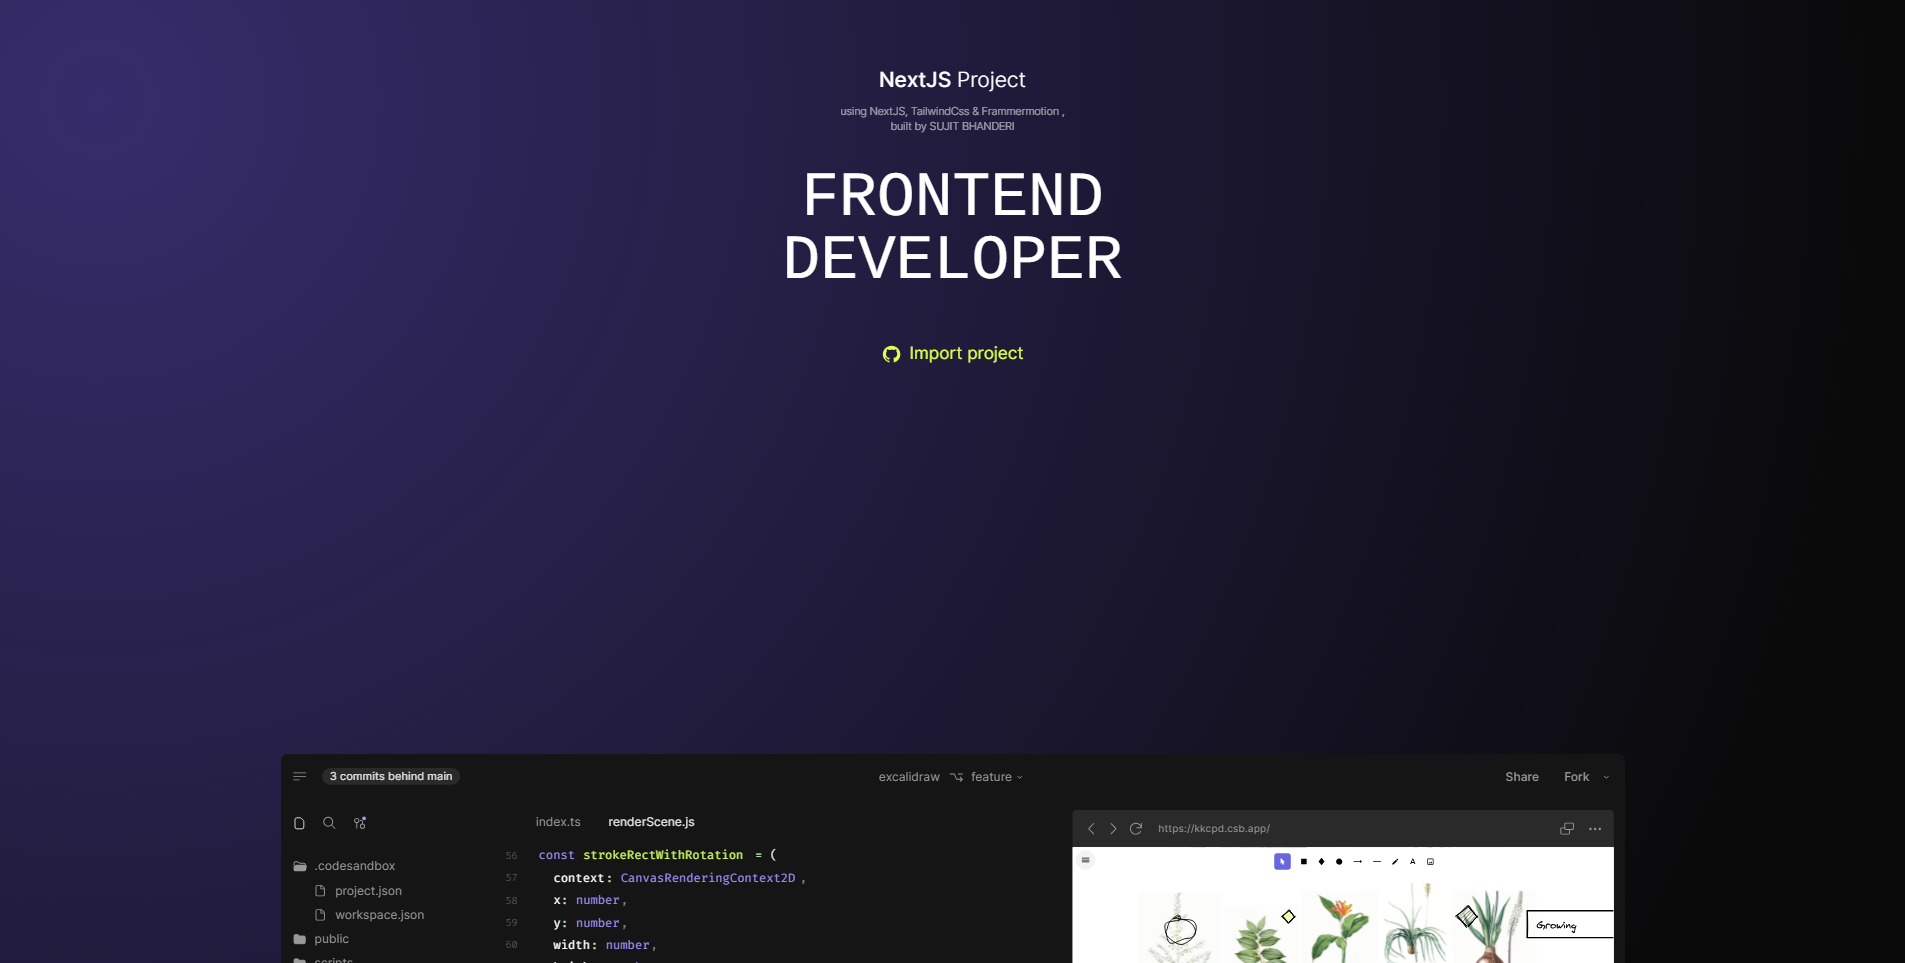 NextJS Project
using NextJS, TailwindCss & Frammermotion ,
built by SUJIT BHANDERI
FRONTEND
DEVELOPER
Import project
3 commits behind main
excalidraw
feature
Share
Fork
.codesandbox
project.json
workspace.json
public
scripts
index.ts
renderScene.js
56 const strokeRectWithRotation = (
57 context: CanvasRenderingContext2D ,
58 x: number,
59 y: number,
60 width: number,
https://kkcpd.csb.app/
A
Growing